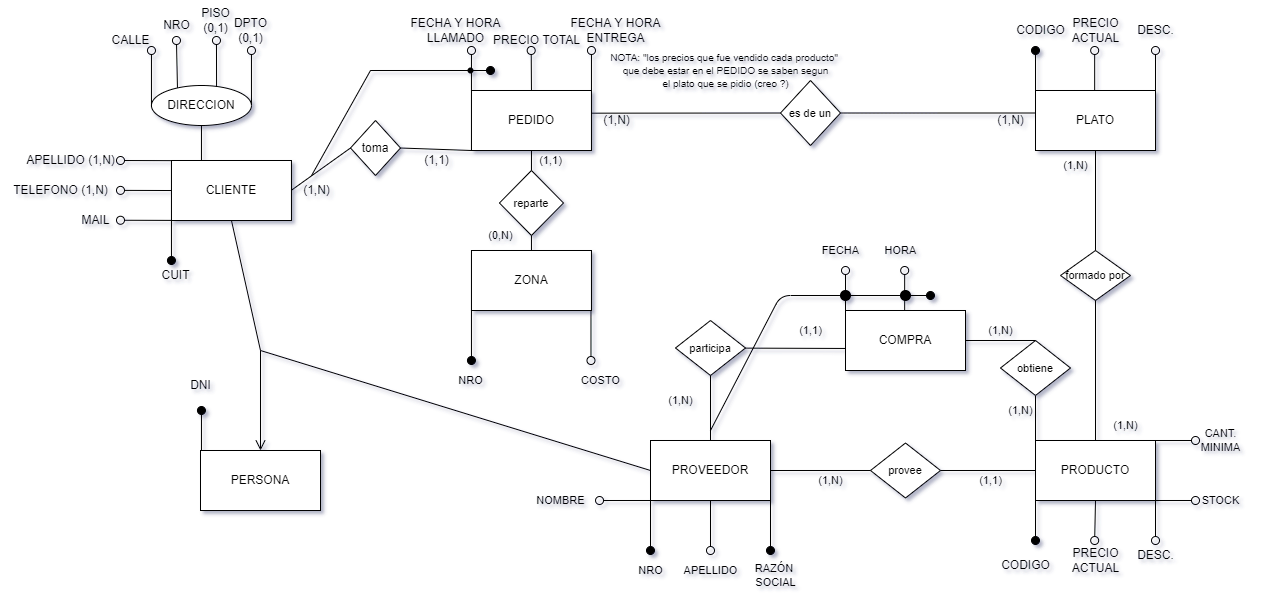 CALLE
NRO
PISO
(0,1)
DPTO
(0,1)
DIRECCION
APELLIDO (1,N)
TELEFONO (1,N)
MAIL
CLIENTE
CUIT
(1,N)
toma
(1,1)
FECHA Y HORA
LLAMADO
PRECIO TOTAL
FECHA Y HORA
ENTREGA
PEDIDO
(1,1)
reparte
(0,N)
ZONA
NRO
COSTO
NOTA: "los precios que fue vendido cada producto"
que debe estar en el PEDIDO se saben segun
el plato que se pidio (creo ?)
(1,N)
es de un
(1,N)
CODIGO
PRECIO
ACTUAL
DESC.
PLATO
(1,N)
formado por
(1,N)
FECHA
HORA
COMPRA
(1,1)
participa
(1,N)
(1,N)
obtiene
(1,N)
DNI
PERSONA
PROVEEDOR
NOMBRE
NRO
APELLIDO
RAZÓN
SOCIAL
(1,N)
provee
(1,1)
PRODUCTO
CANT.
MINIMA
STOCK
CODIGO
PRECIO
ACTUAL
DESC.